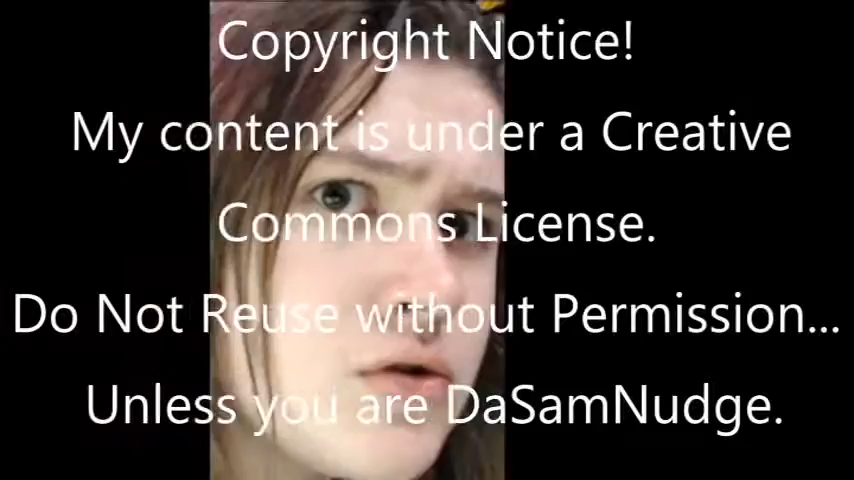 Copyright Notice!
My content is under a Creative
Commons License.
Do Not Reuse without Permission...
Unless you are DaSamNudge.